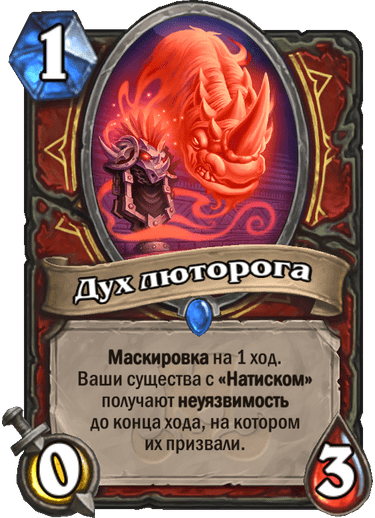 1
Дух люторога
Маскировка на 1 ход.
Ваши существа с «Натиском»
получают неуязвимость
до конца хода, на котором
их призвали.
0
3